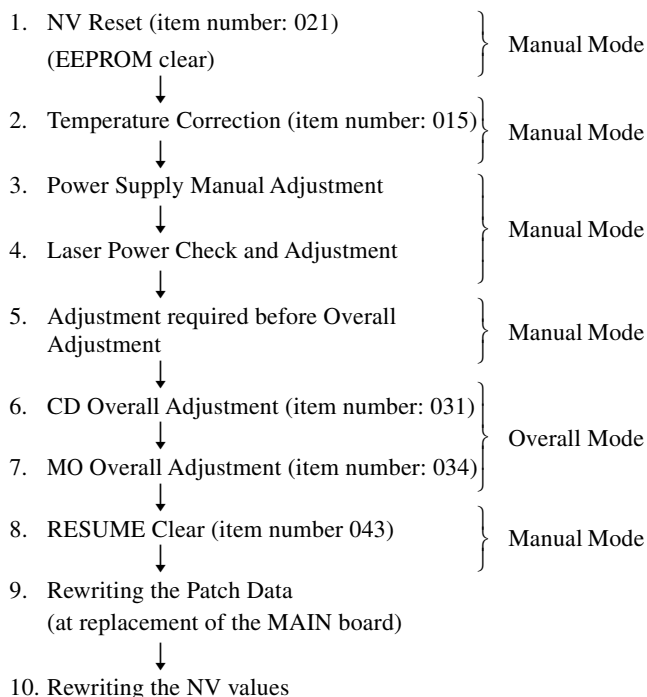 1. NV Reset (item number: 021)
(EEPROM clear)
Manual Mode
2. Temperature Correction (item number: 015)
Manual Mode
3. Power Supply Manual Adjustment
Manual Mode
4. Laser Power Check and Adjustment
5. Adjustment required before Overall
Adjustment
Manual Mode
6. CD Overall Adjustment (item number: 031)
Overall Mode
7. MO Overall Adjustment (item number: 034)
8. RESUME Clear (item number 043)
Manual Mode
9. Rewriting the Patch Data
(at replacement of the MAIN board)
10. Rewriting the NV values